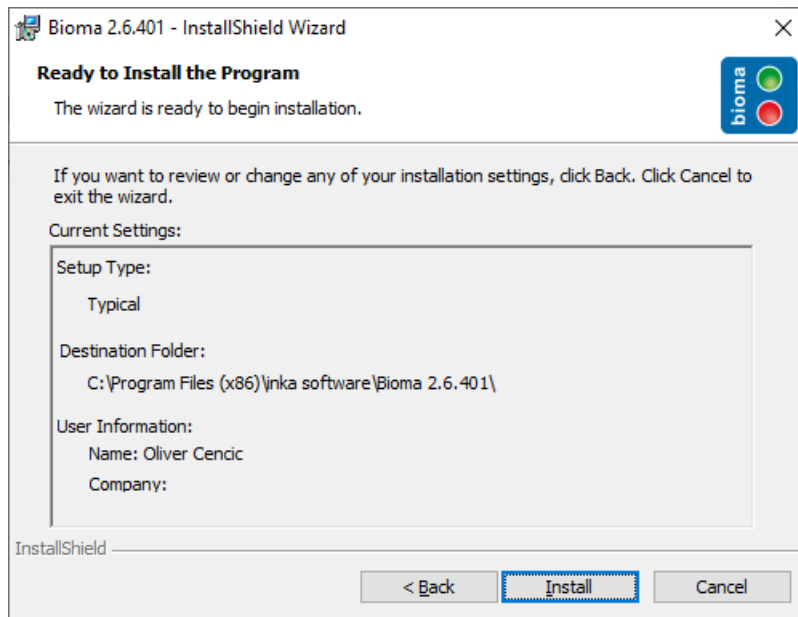 Bioma 2.6.401 - InstallShield Wizard
Ready to Install the Program
The wizard is ready to begin installation.
bioma
If you want to review or change any of your installation settings, click Back. Click Cancel to
exit the wizard.
Current Settings:
Setup Type:
Typical
Destination Folder:
C:\Program Files (x86)\inka software\Bioma 2.6.401\
User Information:
Name: Oliver Cencic
Company:
InstallShield
< Back
Install
Cancel